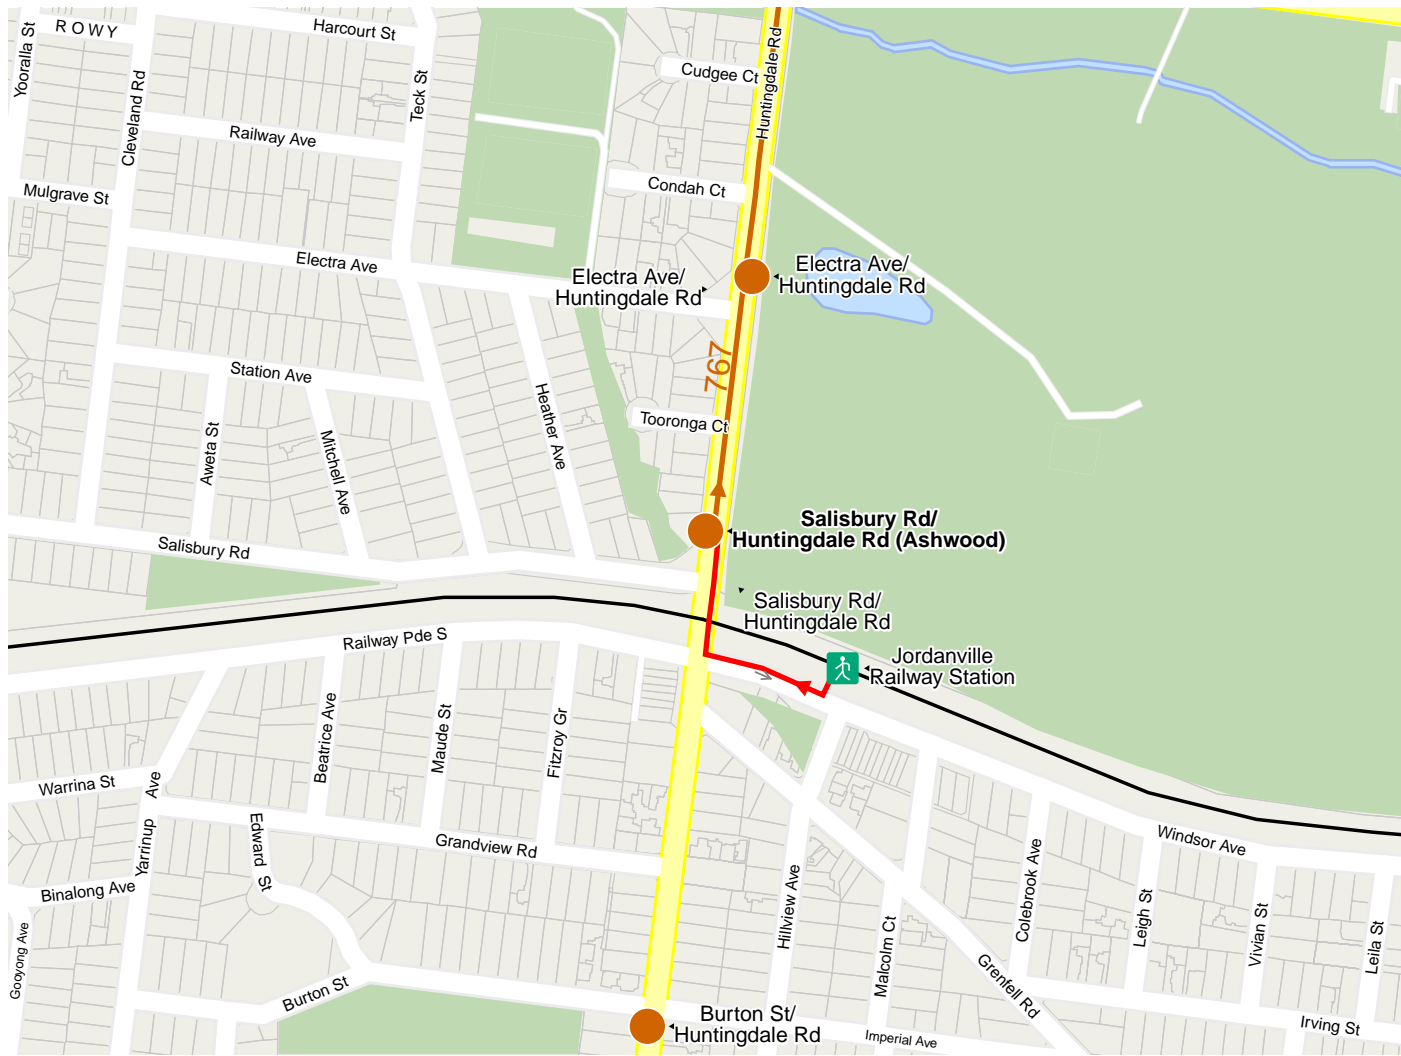 Yooralla St
ROWY
Harcourt St
Cleveland Rd
Teck St
Cudgee Ct
Huntingdale Rd
Railway Ave
Mulgrave St
Condah Ct
Electra Ave
Electra Ave/
Huntingdale Rd
Electra Ave/
Huntingdale Rd
767
Station Ave
Heather Ave
Tooronga Ct
Aweta St
Mitchell Ave
Salisbury Rd/
Huntingdale Rd (Ashwood)
Salisbury Rd
Salisbury Rd/
Huntingdale Rd
Railway Pde S
Jordanville
Railway Station
Beatrice Ave
Maude St
Fitzroy Gr
Warrina St
Yarrinup Ave
Edward St
Grandview Rd
Windsor Ave
Binalong Ave
Hillview Ave
Colebrook Ave
Leigh St
Vivian St
Leila St
Gooyong Ave
Malcolm Ct
Grenfell Rd
Burton St
Burton St/
Huntingdale Rd
Imperial Ave
Irving St